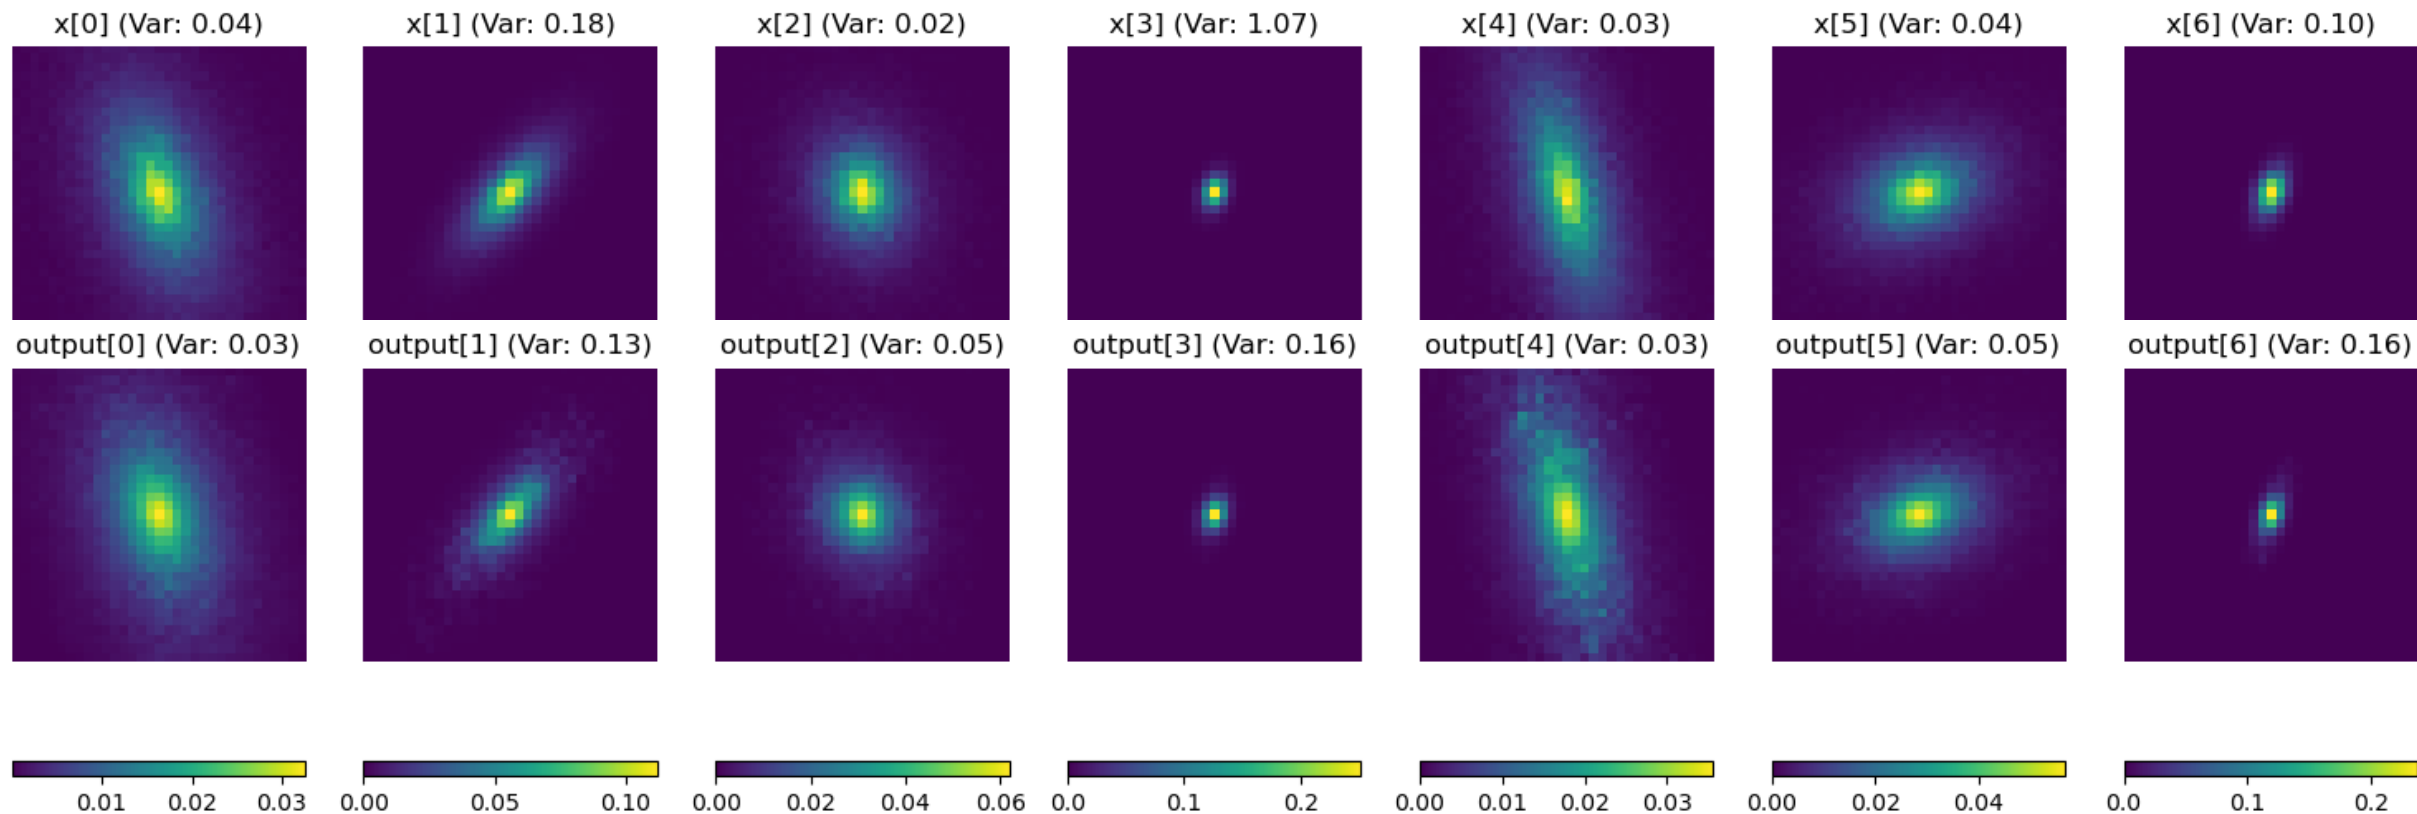 x[0] (Var: 0.04) x[1] (Var: 0.18) x[2] (Var: 0.02) x[3] (Var: 1.07) x[4] (Var: 0.03) x[5] (Var: 0.04) x[6] (Var: 0.10)
output[0] (Var: 0.03) output[1] (Var: 0.13) output[2] (Var: 0.05) output[3] (Var: 0.16) output[4] (Var: 0.03) output[5] (Var: 0.05) output[6] (Var: 0.16)
0.01 0.02 0.03 0.00 0.05 0.10 0.00 0.02 0.04 0.06 0.0 0.1 0.2 0.00 0.01 0.02 0.03 0.00 0.02 0.04 0.0 0.1 0.2